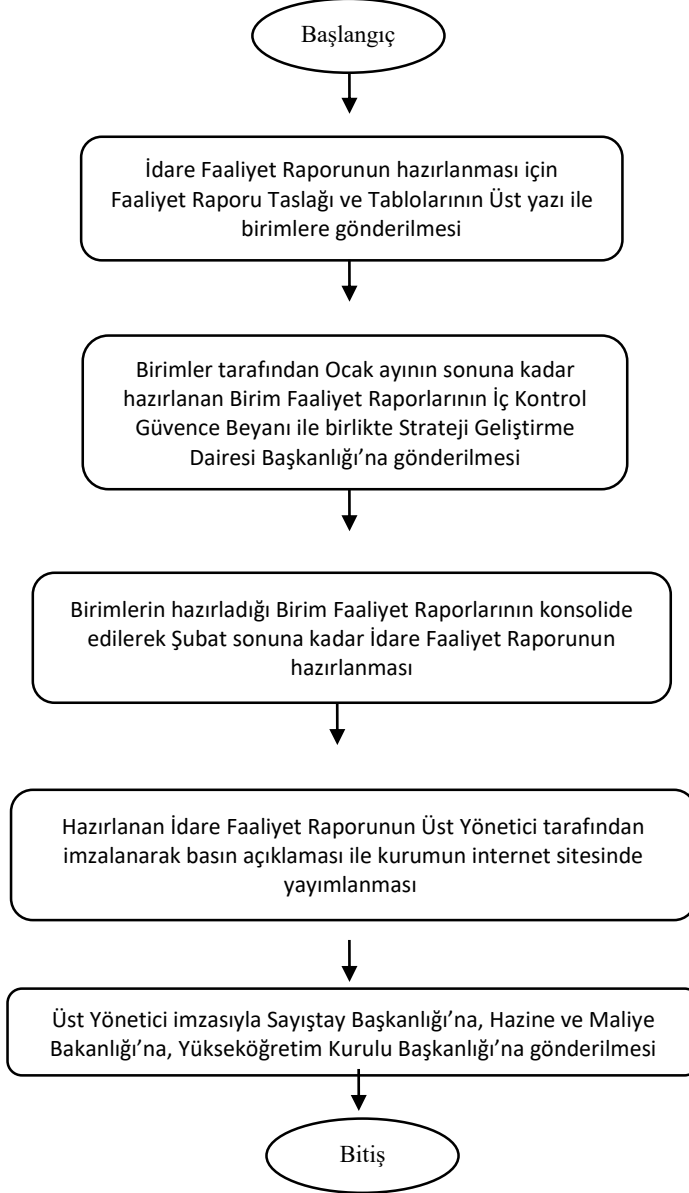 Başlangıç
İdare Faaliyet Raporunun hazırlanması için
Faaliyet Raporu Taslağı ve Tablolarının Üst yazı ile
birimlere gönderilmesi
Birimler tarafından Ocak ayının sonuna kadar
hazırlanan Birim Faaliyet Raporlarının İç Kontrol
Güvence Beyanı ile birlikte Strateji Geliştirme
Dairesi Başkanlığı’na gönderilmesi
Birimlerin hazırladığı Birim Faaliyet Raporlarının konsolide
edilerek Şubat sonuna kadar İdare Faaliyet Raporunun
hazırlanması
Hazırlanan İdare Faaliyet Raporunun Üst Yönetici tarafından
imzalanarak basın açıklaması ile kurumun internet sitesinde
yayımlanması
Üst Yönetici imzasıyla Sayıştay Başkanlığı’na, Hazine ve Maliye
Bakanlığı’na, Yükseköğretim Kurulu Başkanlığı’na gönderilmesi
Bitiş